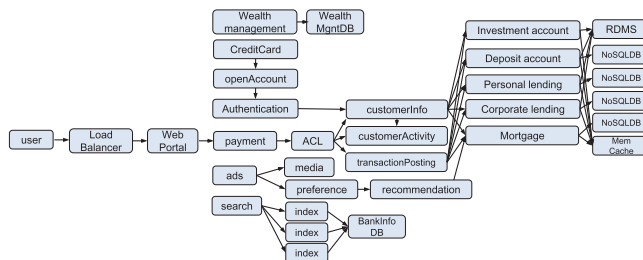 Wealth
management
Wealth
MgntDB
CreditCard
openAccount
Authentication
user
Load
Balancer
Web
Portal
payment
ACL
customerInfo
customerActivity
transactionPosting
ads
media
preference
recommendation
search
index
index
index
BankInfo
DB
Investment account
Deposit account
Personal lending
Corporate lending
Mortgage
RDMS
NoSQLDB
NoSQLDB
NoSQLDB
NoSQLDB
Mem
Cache